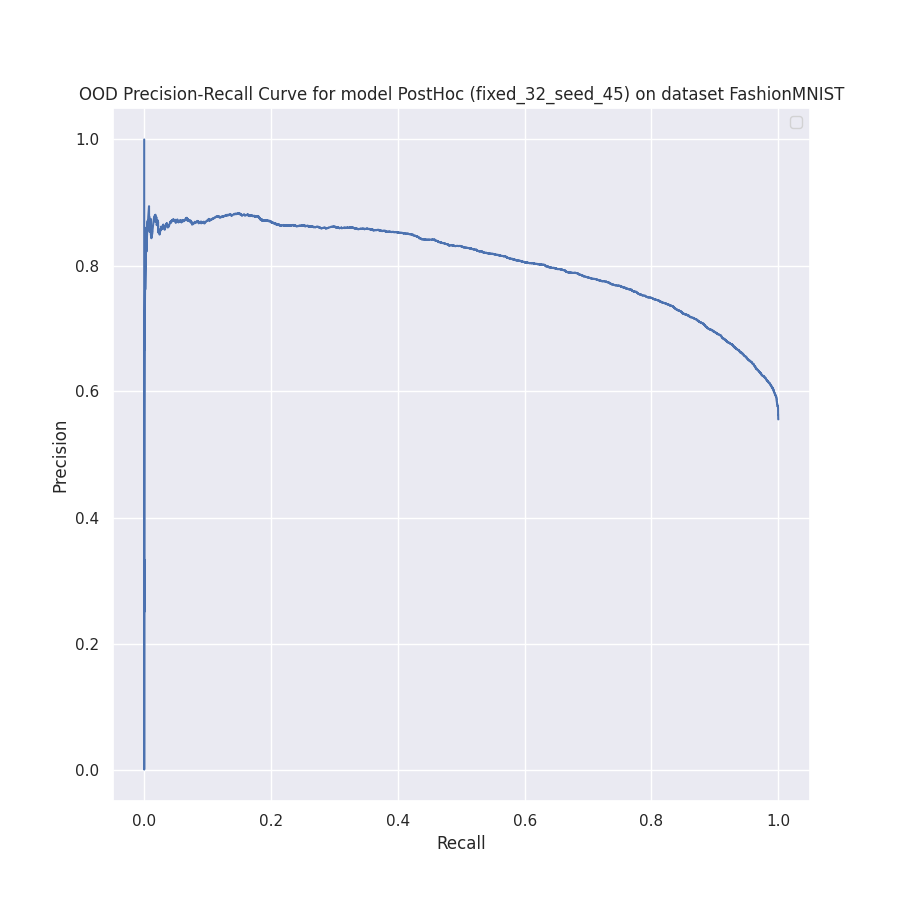 OOD Precision-Recall Curve for model PostHoc (fixed_32_seed_45) on dataset FashionMNIST
1.0
0.8
0.6
0.4
0.2
0.0
Precision
0.0 0.2 0.4 0.6 0.8 1.0
Recall